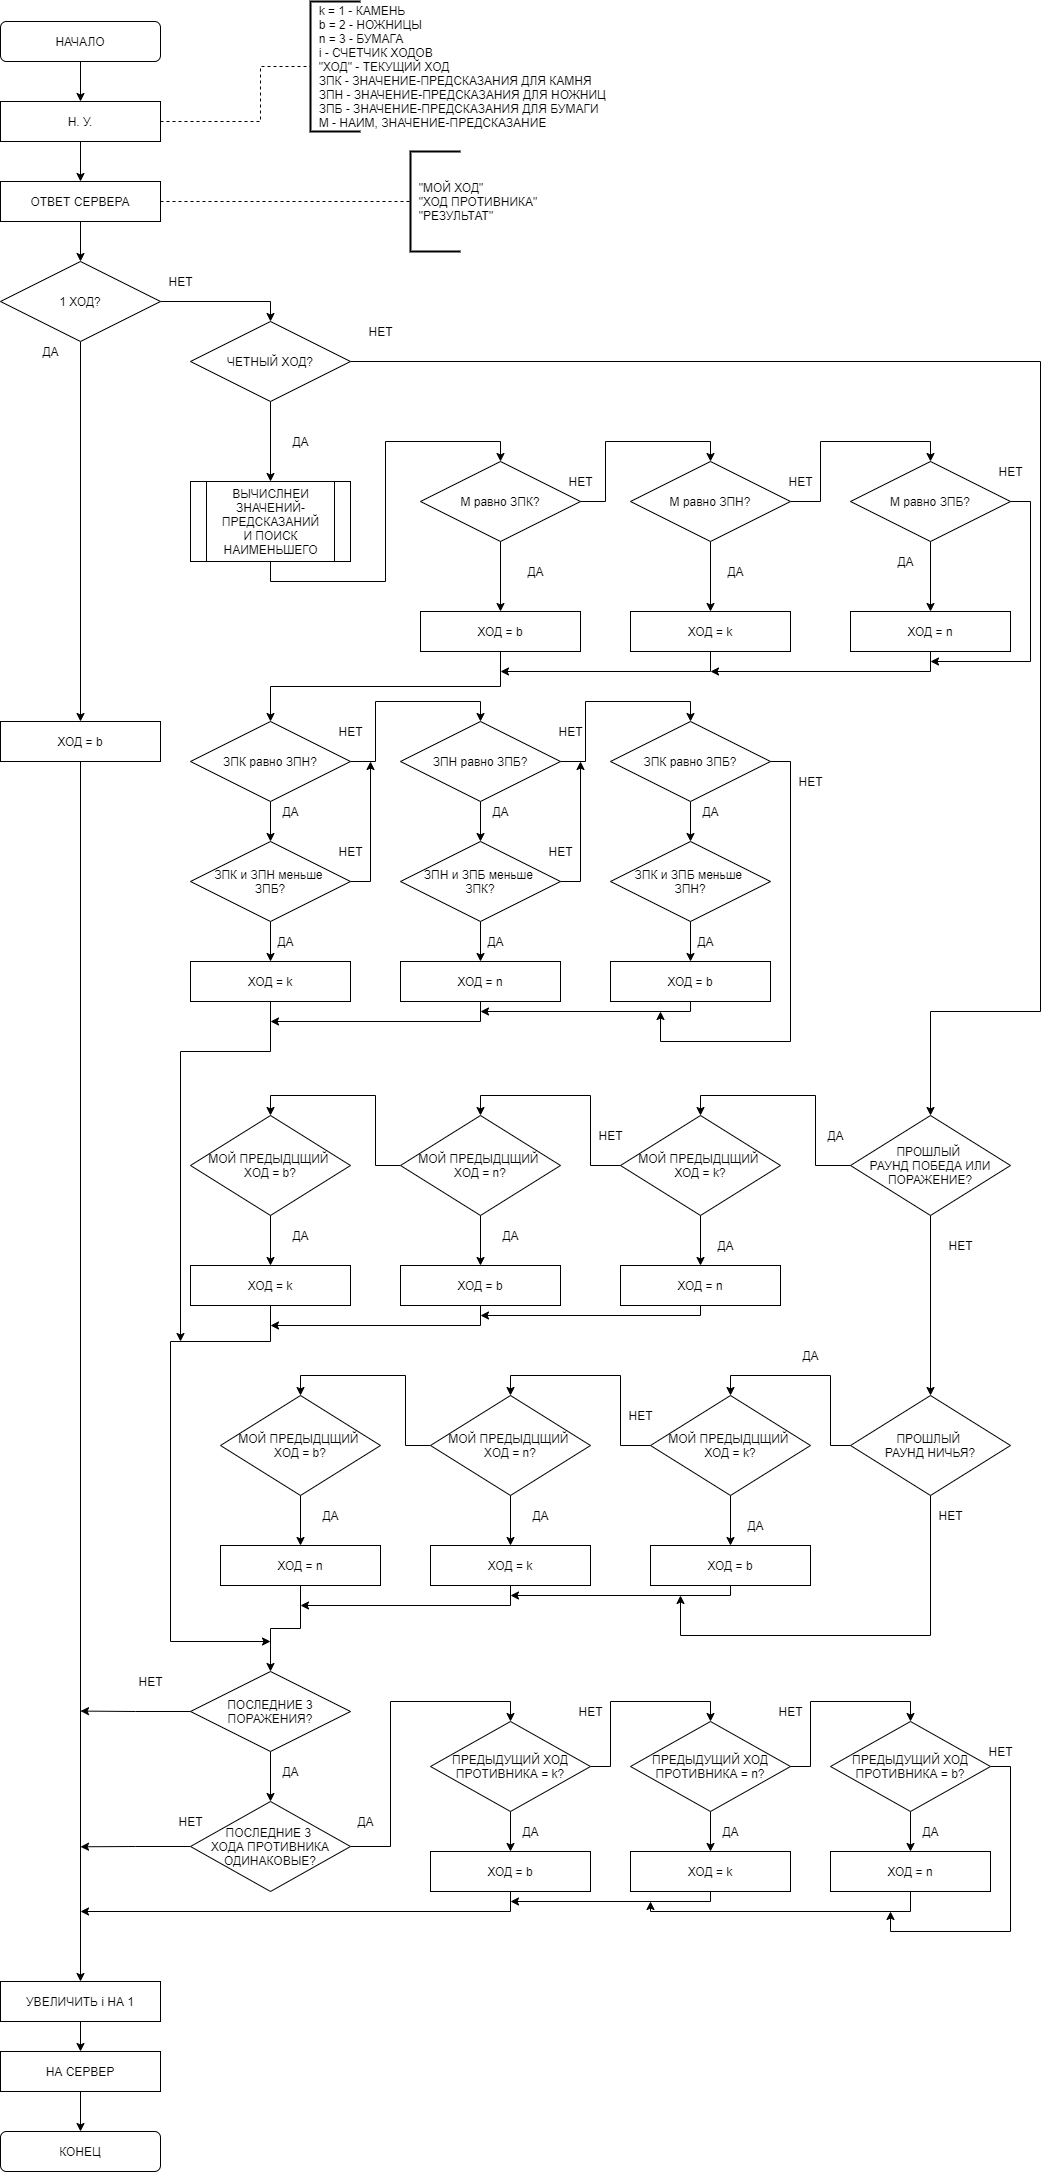 НАЧАЛО
k = 1 - КАМЕНЬ
b = 2 - НОЖНИЦЫ
n = 3 - БУМАГА
i - СЧЕТЧИК ХОДОВ
"ХОД" - ТЕКУЩИЙ ХОД
ЗПК - ЗНАЧЕНИЕ-ПРЕДСКАЗАНИЯ ДЛЯ КАМНЯ
ЗПН - ЗНАЧЕНИЕ-ПРЕДСКАЗАНИЯ ДЛЯ НОЖНИЦ
ЗПБ - ЗНАЧЕНИЕ-ПРЕДСКАЗАНИЯ ДЛЯ БУМАГИ
М - НАИМ, ЗНАЧЕНИЕ-ПРЕДСКАЗАНИЕ
Н. У.
ОТВЕТ СЕРВЕРА
"МОЙ ХОД"
"ХОД ПРОТИВНИКА"
"РЕЗУЛЬТАТ"
1 ХОД?
НЕТ
ДА
ЧЕТНЫЙ ХОД?
НЕТ
ДА
ВЫЧИСЛНЕИ
ЗНАЧЕНИЙ-
ПРЕДСКАЗАНИЙ
И ПОИСК
НАИМЕНЬШЕГО
М равно ЗПК?
НЕТ
М равно ЗПН?
НЕТ
М равно ЗПБ?
НЕТ
ДА
ДА
ДА
ХОД = b
ХОД = k
ХОД = n
ХОД = b
ЗПК равно ЗПН?
НЕТ
ЗПН равно ЗПБ?
НЕТ
ЗПК равно ЗПБ?
НЕТ
ДА
ДА
ДА
ЗПК и ЗПН меньше
ЗПБ?
НЕТ
ЗПН и ЗПБ меньше
ЗПК?
НЕТ
ЗПК и ЗПБ меньше
ЗПН?
ДА
ДА
ДА
ХОД = k
ХОД = n
ХОД = b
МОЙ ПРЕДЫДЦЩИЙ
ХОД = b?
МОЙ ПРЕДЫДЦЩИЙ
ХОД = n?
НЕТ
МОЙ ПРЕДЫДЦЩИЙ
ХОД = k?
ДА
ПРОШЛЫЙ
РАУНД ПОБЕДА ИЛИ
ПОРАЖЕНИЕ?
ДА
ДА
ДА
НЕТ
ХОД = k
ХОД = b
ХОД = n
ДА
МОЙ ПРЕДЫДЦЩИЙ
ХОД = b?
МОЙ ПРЕДЫДЦЩИЙ
ХОД = n?
НЕТ
МОЙ ПРЕДЫДЦЩИЙ
ХОД = k?
ПРОШЛЫЙ
РАУНД НИЧЬЯ?
ДА
ДА
ДА
НЕТ
ХОД = n
ХОД = k
ХОД = b
НЕТ
ПОСЛЕДНИЕ 3
ПОРАЖЕНИЯ?
ДА
НЕТ
ПОСЛЕДНИЕ 3
ХОДА ПРОТИВНИКА
ОДИНАКОВЫЕ?
ДА
ПРЕДЫДУЩИЙ ХОД
ПРОТИВНИКА = k?
НЕТ
ПРЕДЫДУЩИЙ ХОД
ПРОТИВНИКА = n?
НЕТ
ПРЕДЫДУЩИЙ ХОД
ПРОТИВНИКА = b?
НЕТ
ДА
ДА
ДА
ХОД = b
ХОД = k
ХОД = n
УВЕЛИЧИТЬ i НА 1
НА СЕРВЕР
КОНЕЦ